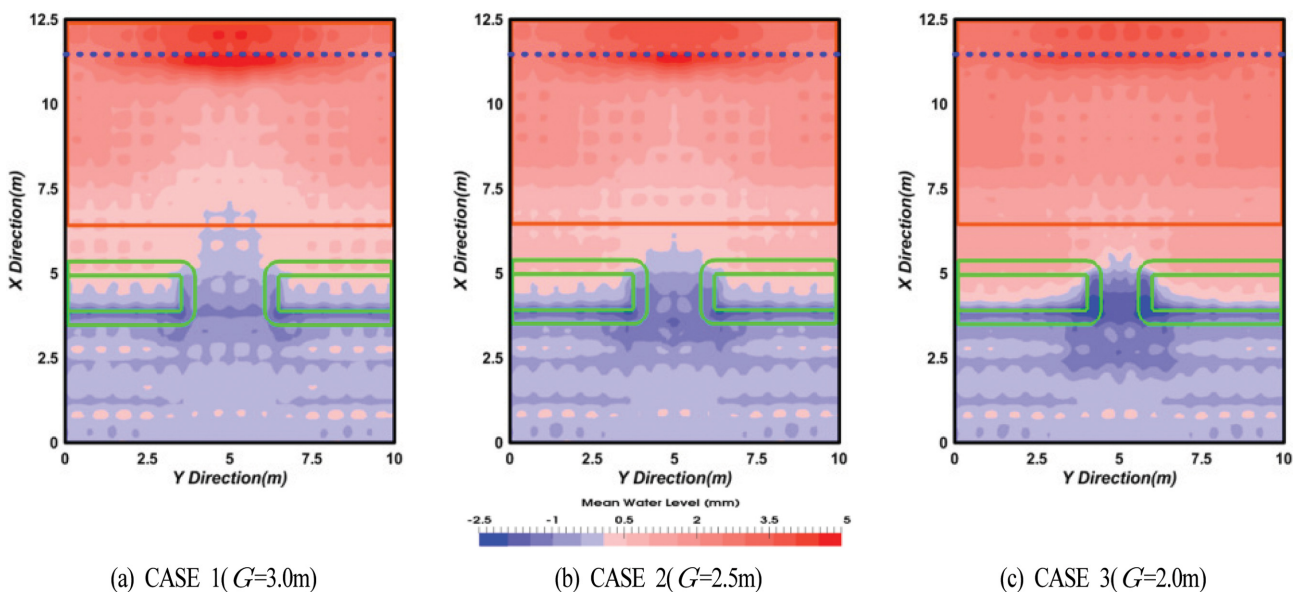 12.5
10
7.5
5
2.5
0
X Direction(m)
0 2.5 5 7.5 10
Y Direction(m)
12.5
10
7.5
5
2.5
0
X Direction(m)
0 2.5 5 7.5 10
Y Direction(m)
12.5
10
7.5
5
2.5
0
X Direction(m)
0 2.5 5 7.5 10
Y Direction(m)
Mean Water Level (mm)
-2.5 -1 0.5 2 3.5 5
(a) CASE 1(G=3.0m)
(b) CASE 2(G=2.5m)
(c) CASE 3(G=2.0m)